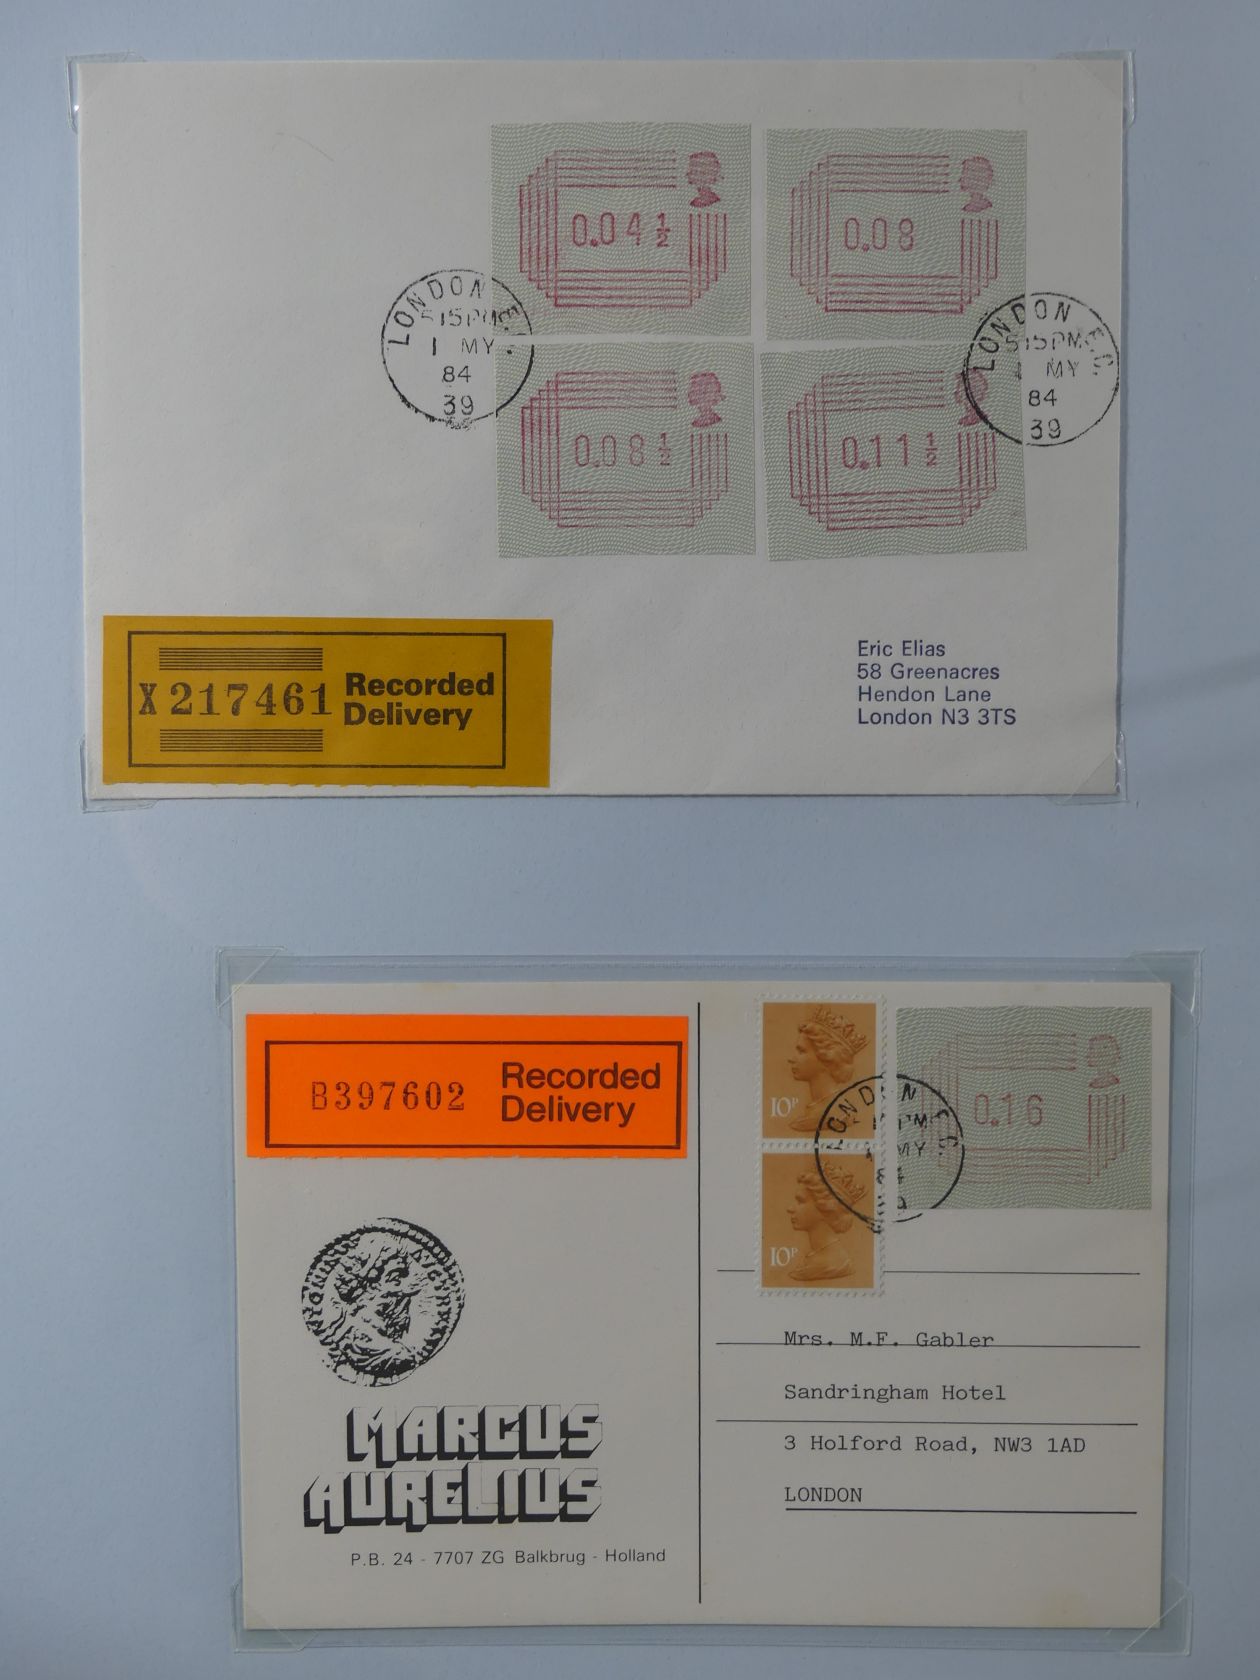 0.04½
0.08
LONDON E.C
5 15PM
1 MY
84
39
LONDON E.C.
5 15PM
1 MY
84
39
0.08½
0.11½
X 217461 Recorded
Delivery
Eric Elias
58 Greenacres
Hendon Lane
London N3 3TS
B397602 Recorded
Delivery
10P
0.16
LONDON E.C.
PM
MY
10P
MARCUS
AURELIUS
P.B. 24 - 7707 ZG Balkbrug - Holland
Mrs. M.F. Gabler
Sandringham Hotel
3 Holford Road, NW3 1AD
LONDON